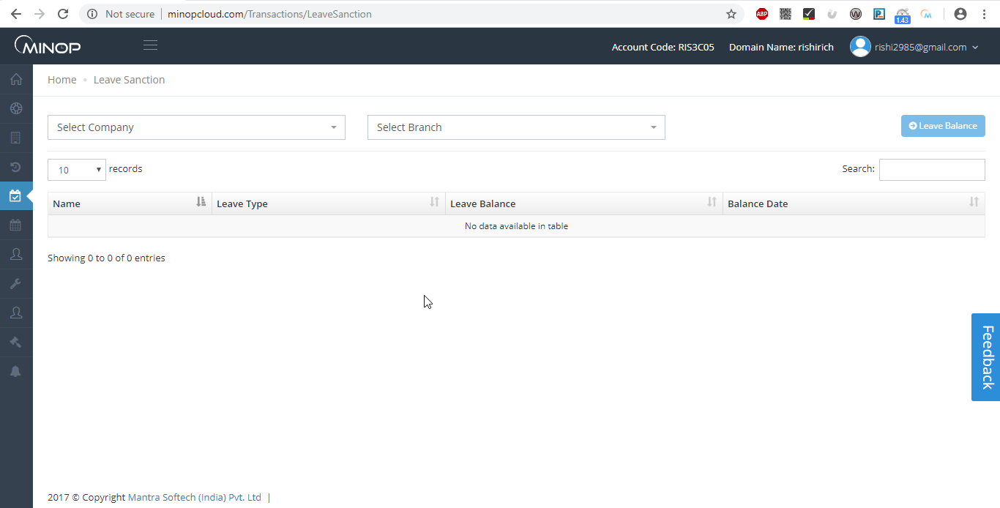 Not secure | minopcloud.com/Transactions/LeaveSanction
ABP
W
P
1.43
MINOP
Account Code: RIS3C05 Domain Name: rishirich rishi2985@gmail.com
Home • Leave Sanction
Select Company Select Branch Leave Balance
10 records Search:
Name Leave Type Leave Balance Balance Date
No data available in table
Showing 0 to 0 of 0 entries
Feedback
2017 © Copyright Mantra Softech (India) Pvt. Ltd |